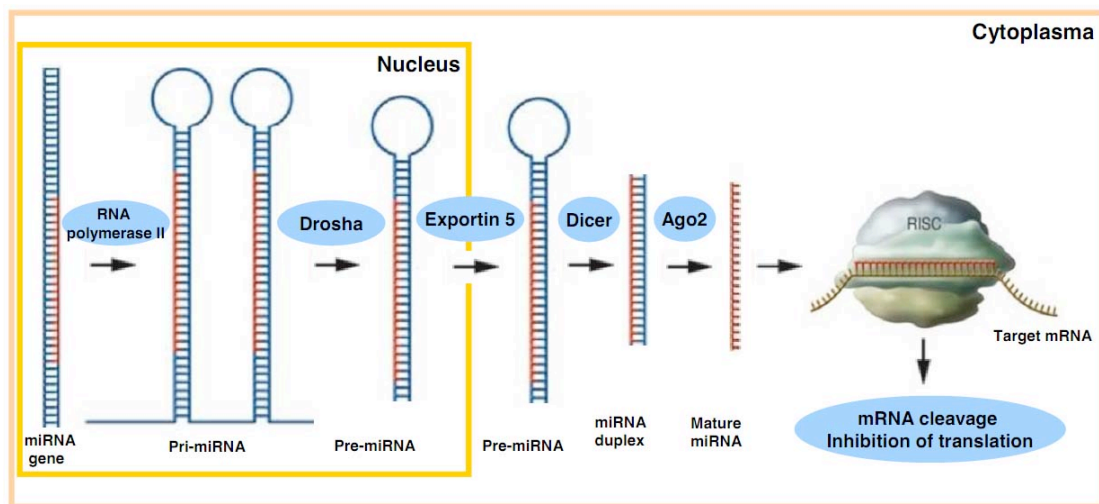 Cytoplasma
Nucleus
RNA
polymerase II
Drosha
Exportin 5
Dicer
Ago2
RISC
Target mRNA
miRNA
gene
Pri-miRNA
Pre-miRNA
Pre-miRNA
miRNA
duplex
Mature
miRNA
mRNA cleavage
Inhibition of translation